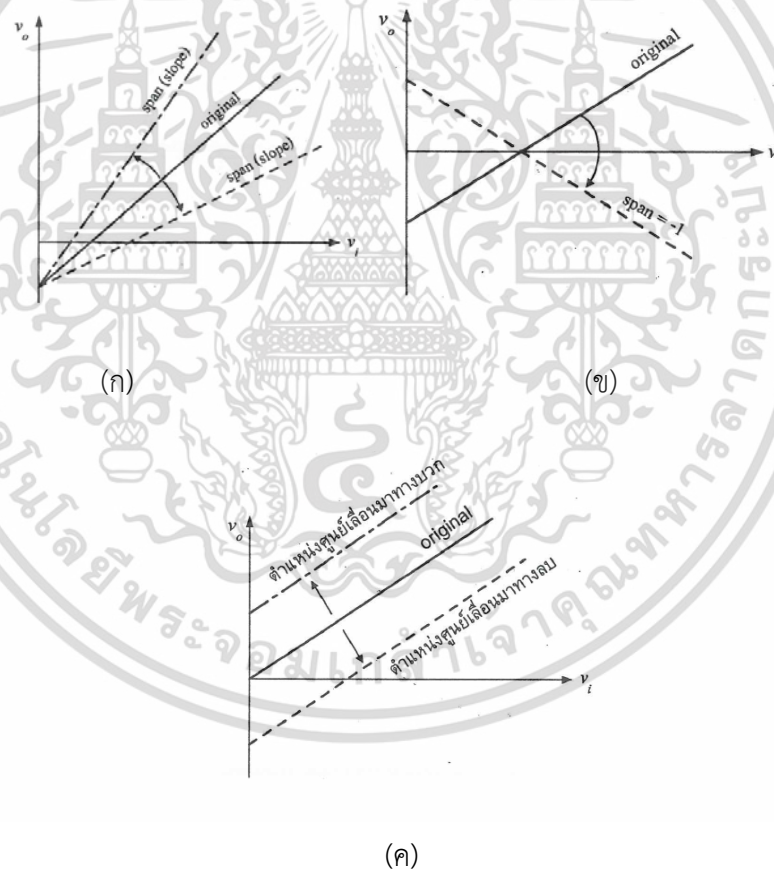 v_o
span (slope)
original
span (slope)
v_i
(ก)
v_o
original
v
span = -1
(ข)
v_o
ตำแหน่งศูนย์เลื่อนมาทางบวก
original
ตำแหน่งศูนย์เลื่อนมาทางลบ
v_i
(ค)